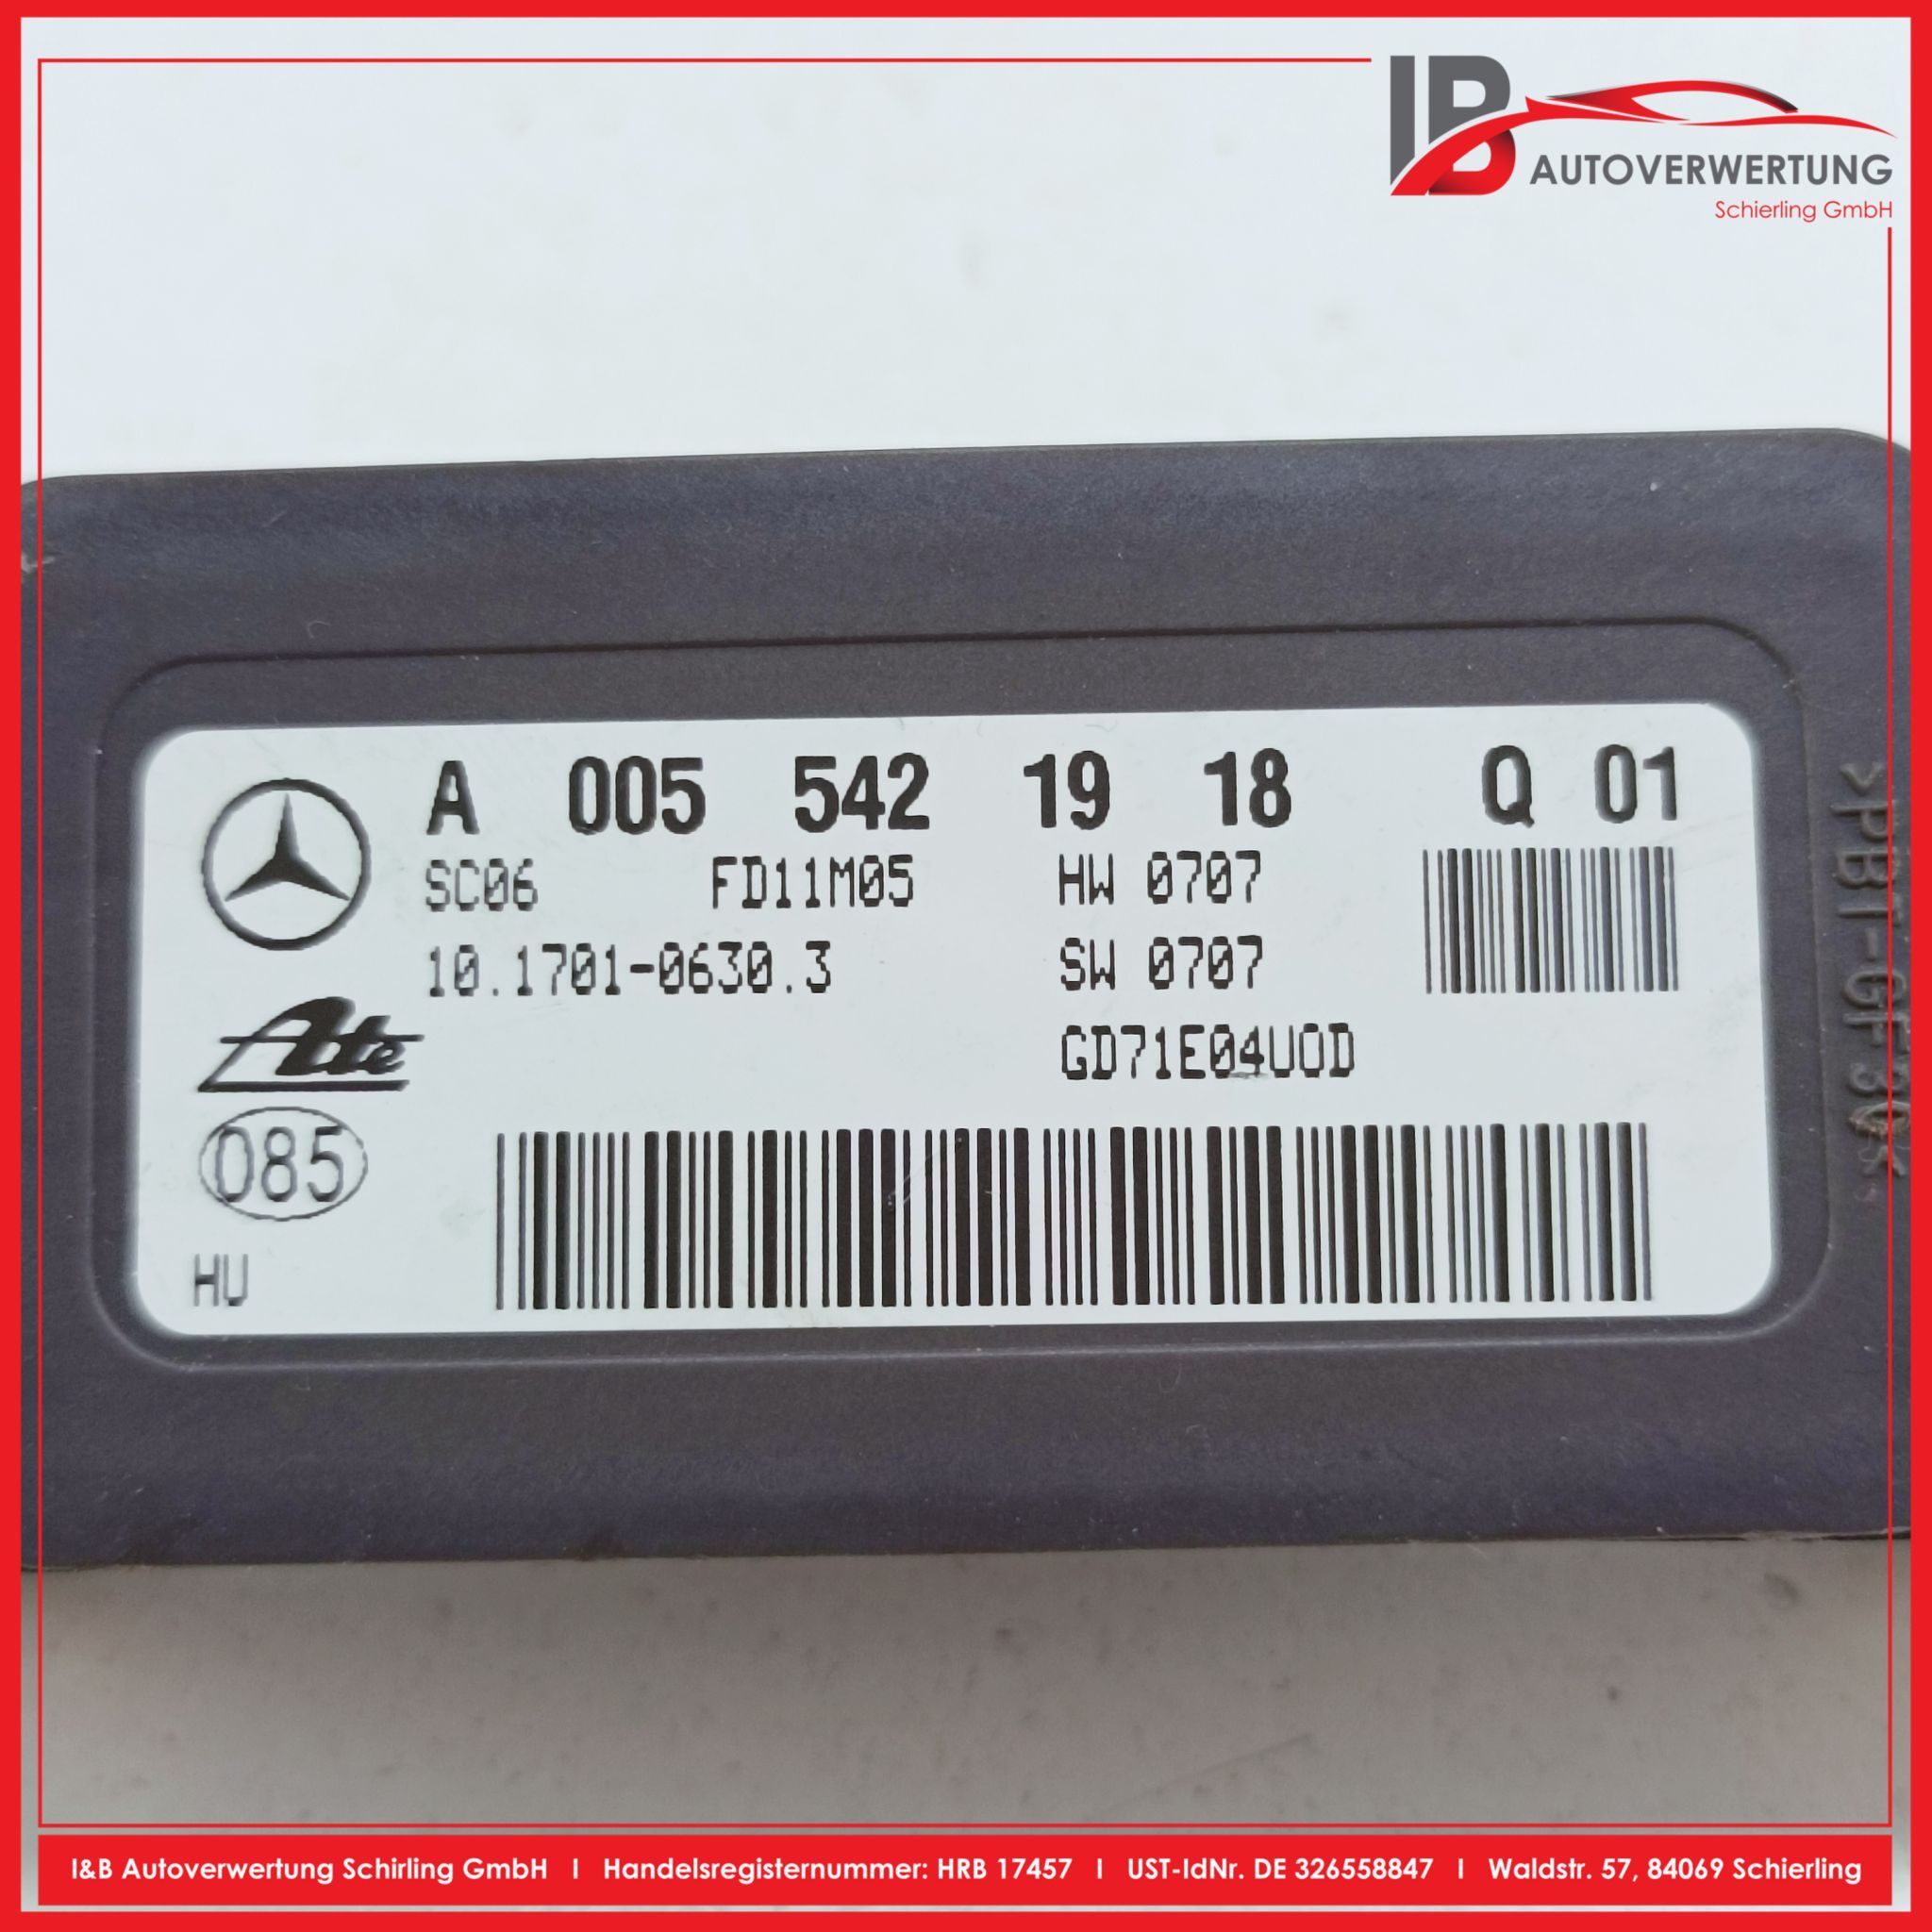 IB AUTOVERWERTUNG
Schierling GmbH
A 005 542 19 18 Q 01
SC06 FD11M05 HW 0707
10.1701-0630.3 SW 0707
Ate
GD71E04UOD
085
HU
>PBT-GF30<
I&B Autoverwertung Schirling GmbH I Handelsregisternummer: HRB 17457 I UST-IdNr. DE 326558847 I Waldstr. 57, 84069 Schierling